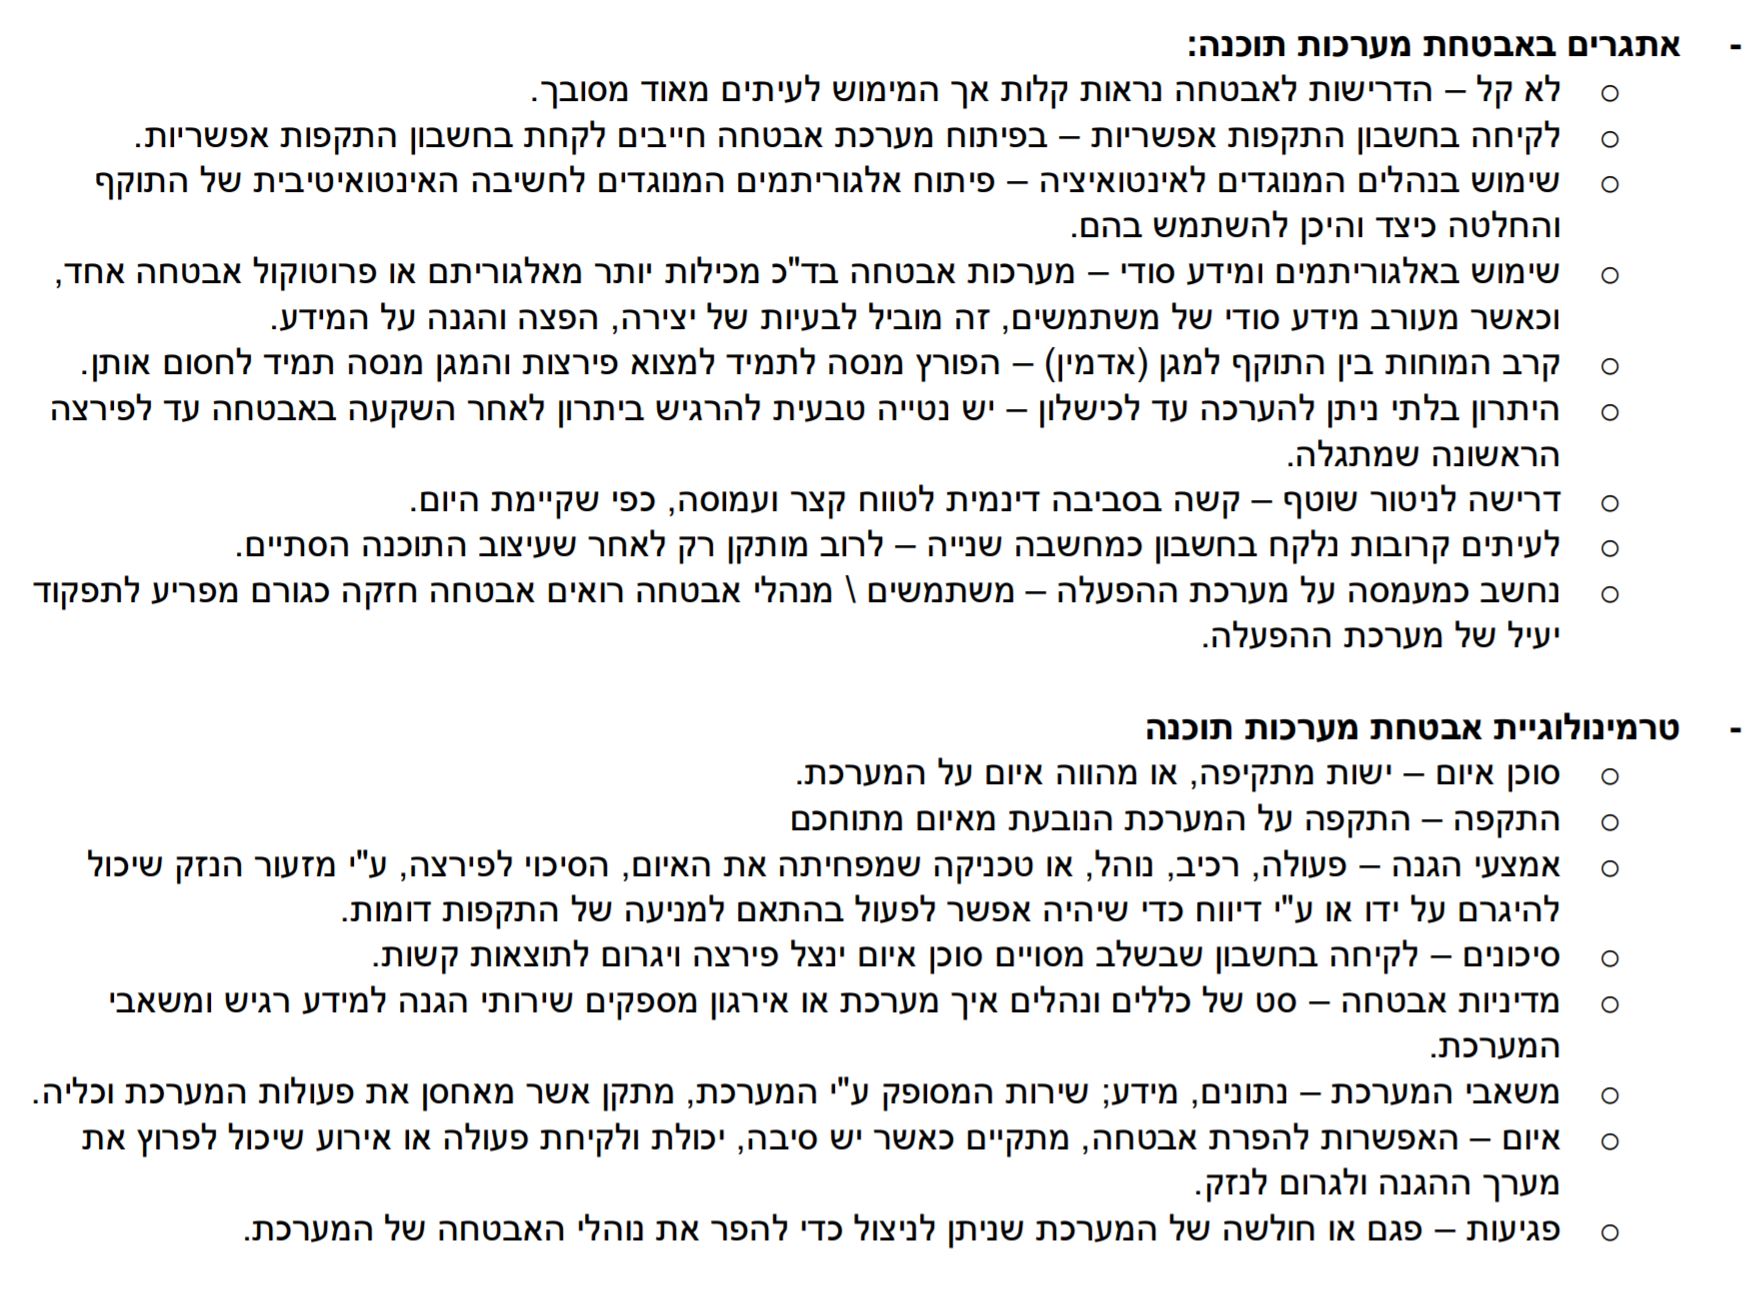 - אתגרים באבטחת מערכות תוכנה:
○ לא קל – הדרישות לאבטחה נראות קלות אך המימוש לעיתים מאוד מסובך.
○ לקיחה בחשבון התקפות אפשריות – בפיתוח מערכת אבטחה חייבים לקחת בחשבון התקפות אפשריות.
○ שימוש בנהלים המנוגדים לאינטואיציה – פיתוח אלגוריתמים המנוגדים לחשיבה האינטואיטיבית של התוקף
והחלטה כיצד והיכן להשתמש בהם.
○ שימוש באלגוריתמים ומידע סודי – מערכות אבטחה בד"כ מכילות יותר מאלגוריתם או פרוטוקול אבטחה אחד,
וכאשר מעורב מידע סודי של משתמשים, זה מוביל לבעיות של יצירה, הפצה והגנה על המידע.
○ קרב המוחות בין התוקף למגן (אדמין) – הפורץ מנסה לתמיד למצוא פירצות והמגן מנסה תמיד לחסום אותן.
○ היתרון בלתי ניתן להערכה עד לכישלון – יש נטייה טבעית להרגיש ביתרון לאחר השקעה באבטחה עד לפירצה
הראשונה שמתגלה.
○ דרישה לניטור שוטף – קשה בסביבה דינמית לטווח קצר ועמוסה, כפי שקיימת היום.
○ לעיתים קרובות נלקח בחשבון כמחשבה שנייה – לרוב מותקן רק לאחר שעיצוב התוכנה הסתיים.
○ נחשב כמעמסה על מערכת ההפעלה – משתמשים \ מנהלי אבטחה רואים אבטחה חזקה כגורם מפריע לתפקוד
יעיל של מערכת ההפעלה.
- טרמינולוגיית אבטחת מערכות תוכנה
○ סוכן איום – ישות מתקיפה, או מהווה איום על המערכת.
○ התקפה – התקפה על המערכת הנובעת מאיום מתוחכם
○ אמצעי הגנה – פעולה, רכיב, נוהל, או טכניקה שמפחיתה את האיום, הסיכוי לפירצה, ע"י מזעור הנזק שיכול
להיגרם על ידו או ע"י דיווח כדי שיהיה אפשר לפעול בהתאם למניעה של התקפות דומות.
○ סיכונים – לקיחה בחשבון שבשלב מסויים סוכן איום ינצל פירצה ויגרום לתוצאות קשות.
○ מדיניות אבטחה – סט של כללים ונהלים איך מערכת או אירגון מספקים שירותי הגנה למידע רגיש ומשאבי
המערכת.
○ משאבי המערכת – נתונים, מידע; שירות המסופק ע"י המערכת, מתקן אשר מאחסן את פעולות המערכת וכליה.
○ איום – האפשרות להפרת אבטחה, מתקיים כאשר יש סיבה, יכולת ולקיחת פעולה או אירוע שיכול לפרוץ את
מערך ההגנה ולגרום לנזק.
○ פגיעות – פגם או חולשה של המערכת שניתן לניצול כדי להפר את נוהלי האבטחה של המערכת.